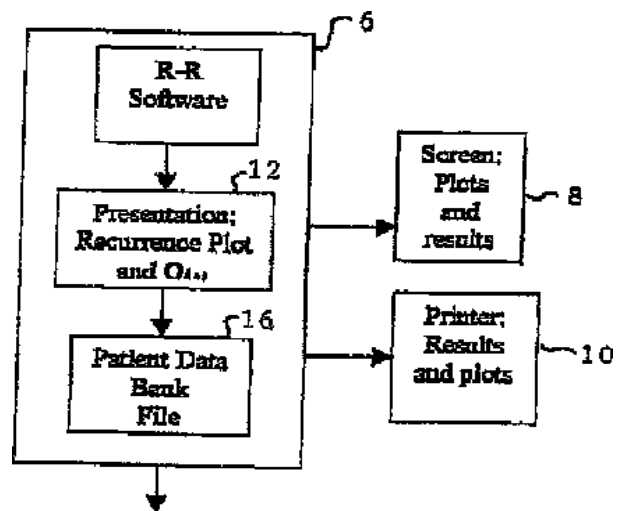 6
R-R
Software
12
Presentation;
Recurrence Plot
and
16
Patient Data
Bank
File
Screen;
Plots
and
results
8
Printer;
Results
and plots
10